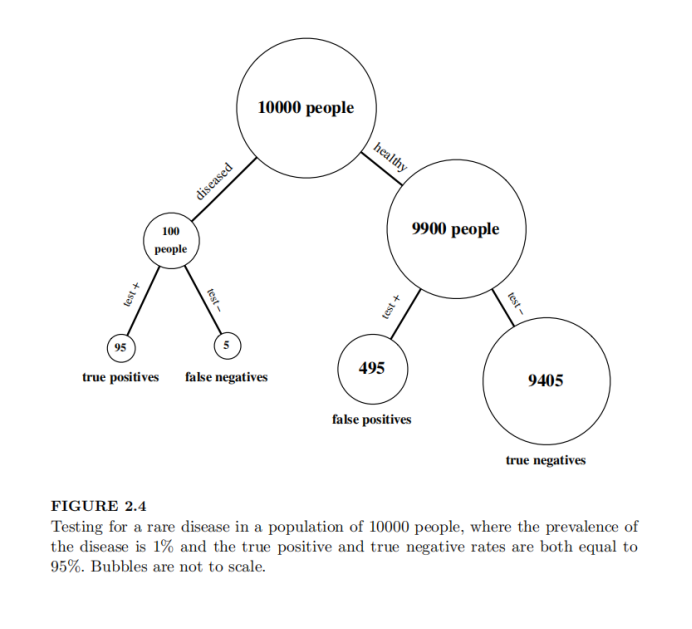 10000 people
diseased
healthy
100
people
9900 people
test +
test –
test +
test –
95
5
true positives
false negatives
495
9405
false positives
true negatives
FIGURE 2.4
Testing for a rare disease in a population of 10000 people, where the prevalence of
the disease is 1% and the true positive and true negative rates are both equal to
95%. Bubbles are not to scale.